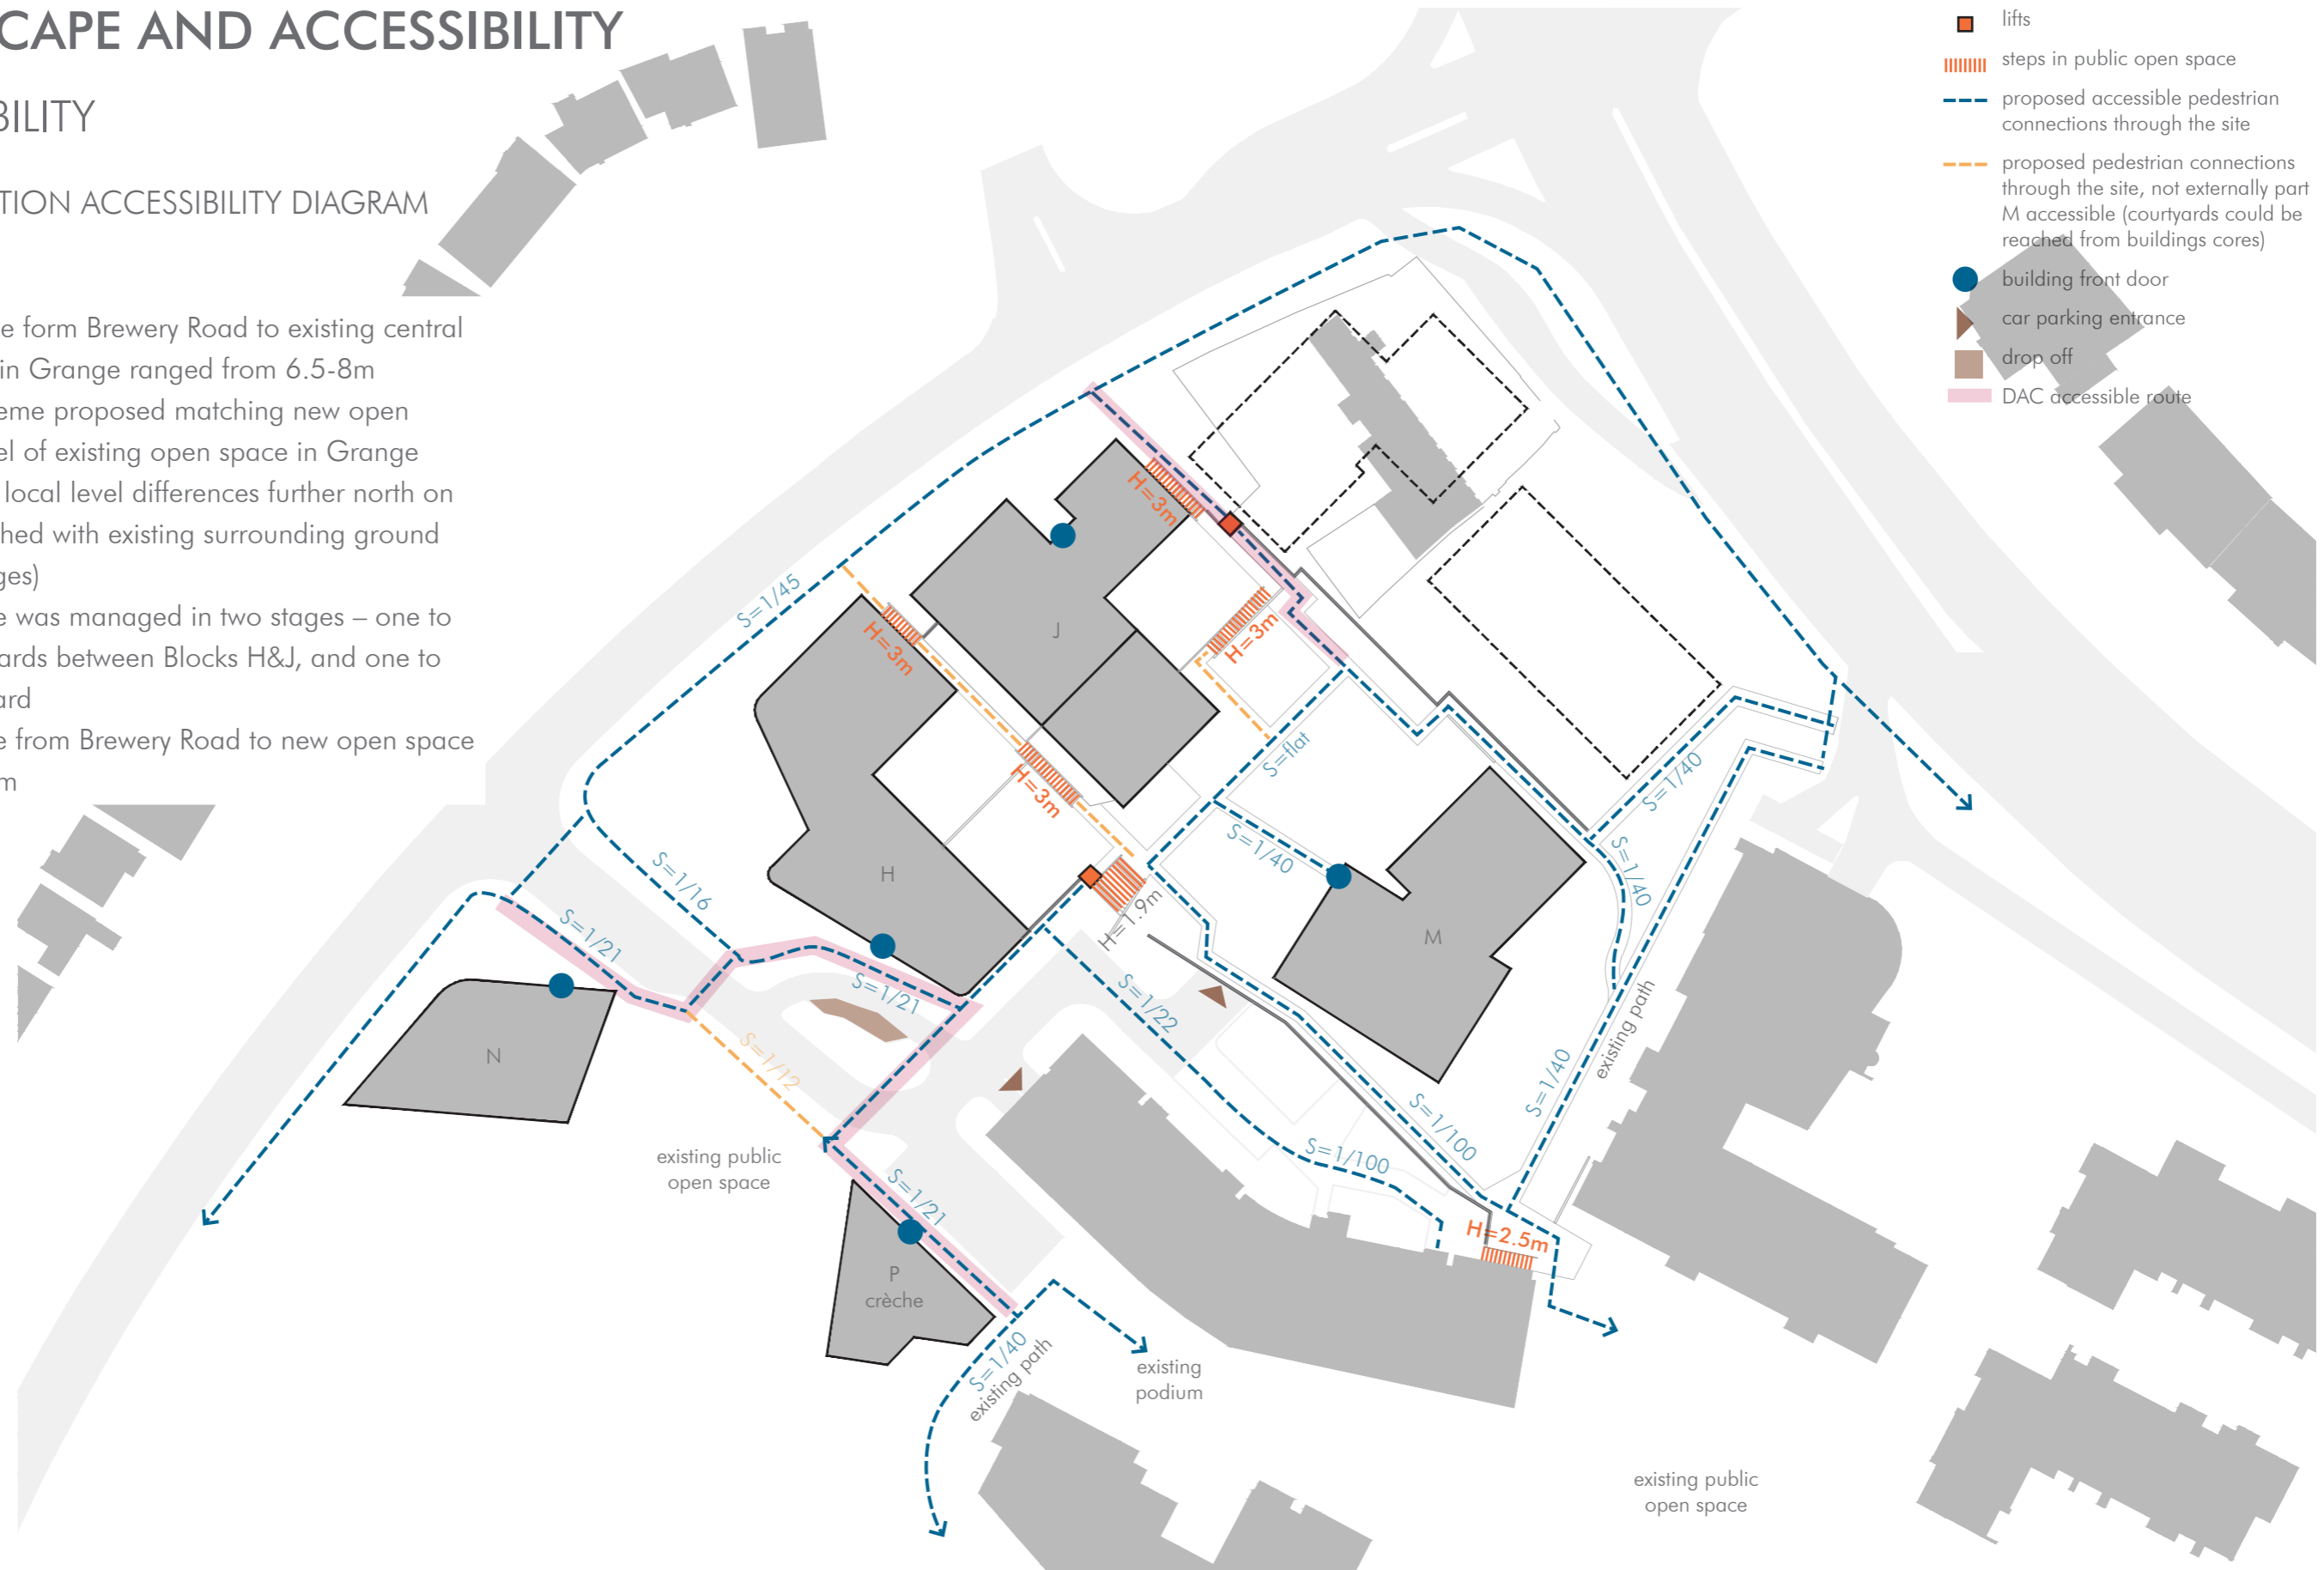 CAPE AND ACCESSIBILITY
BILITY
TION ACCESSIBILITY DIAGRAM
e form Brewery Road to existing central
in Grange ranged from 6.5-8m
eme proposed matching new open
el of existing open space in Grange
local level differences further north on
hed with existing surrounding ground
ges)
e was managed in two stages – one to
ards between Blocks H&J, and one to
ard
e from Brewery Road to new open space
m
lifts
steps in public open space
proposed accessible pedestrian
connections through the site
proposed pedestrian connections
through the site, not externally part
M accessible (courtyards could be
reached from buildings cores)
building front door
car parking entrance
drop off
DAC accessible route
H=3m
S=1/45
H=3m
J
H=3m
S=flat
H=3m
S=1/40
S=1/40
S=1/40
S=1/16
H
H=1.9m
M
S=1/21
S=1/21
S=1/22
existing path
N
S=1/12
S=1/40
S=1/100
S=1/100
existing public
open space
S=1/21
H=2.5m
P
crèche
S=1/40
existing path
existing
podium
existing public
open space